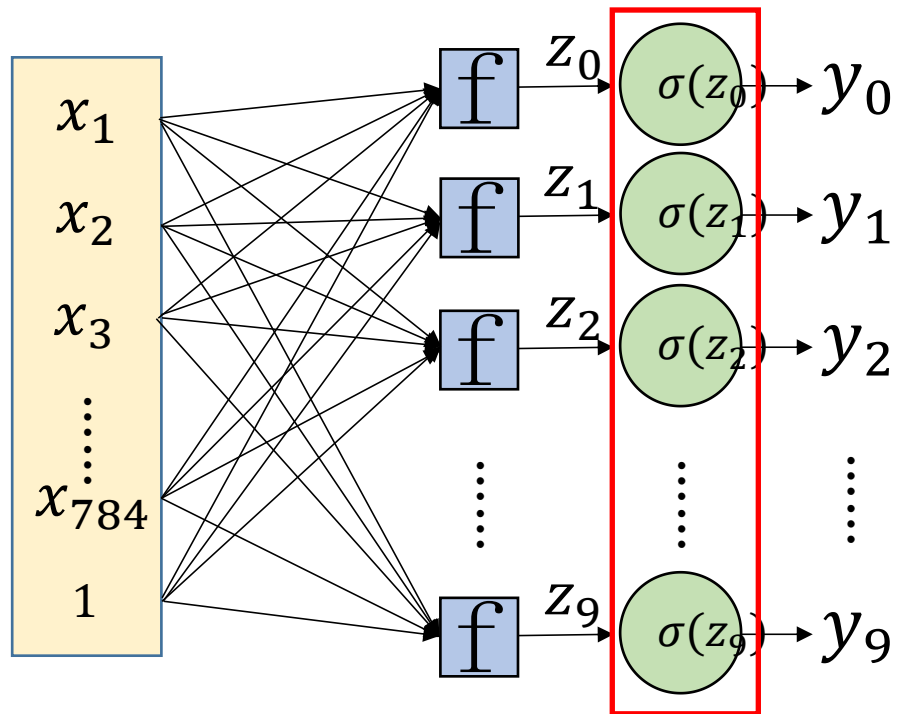 x₁
x₂
x₃
⋮
x₇₈₄
1
f z₀ σ(z₀) y₀
f z₁ σ(z₁) y₁
f z₂ σ(z₂) y₂
⋮ ⋮ ⋮
f z₉ σ(z₉) y₉